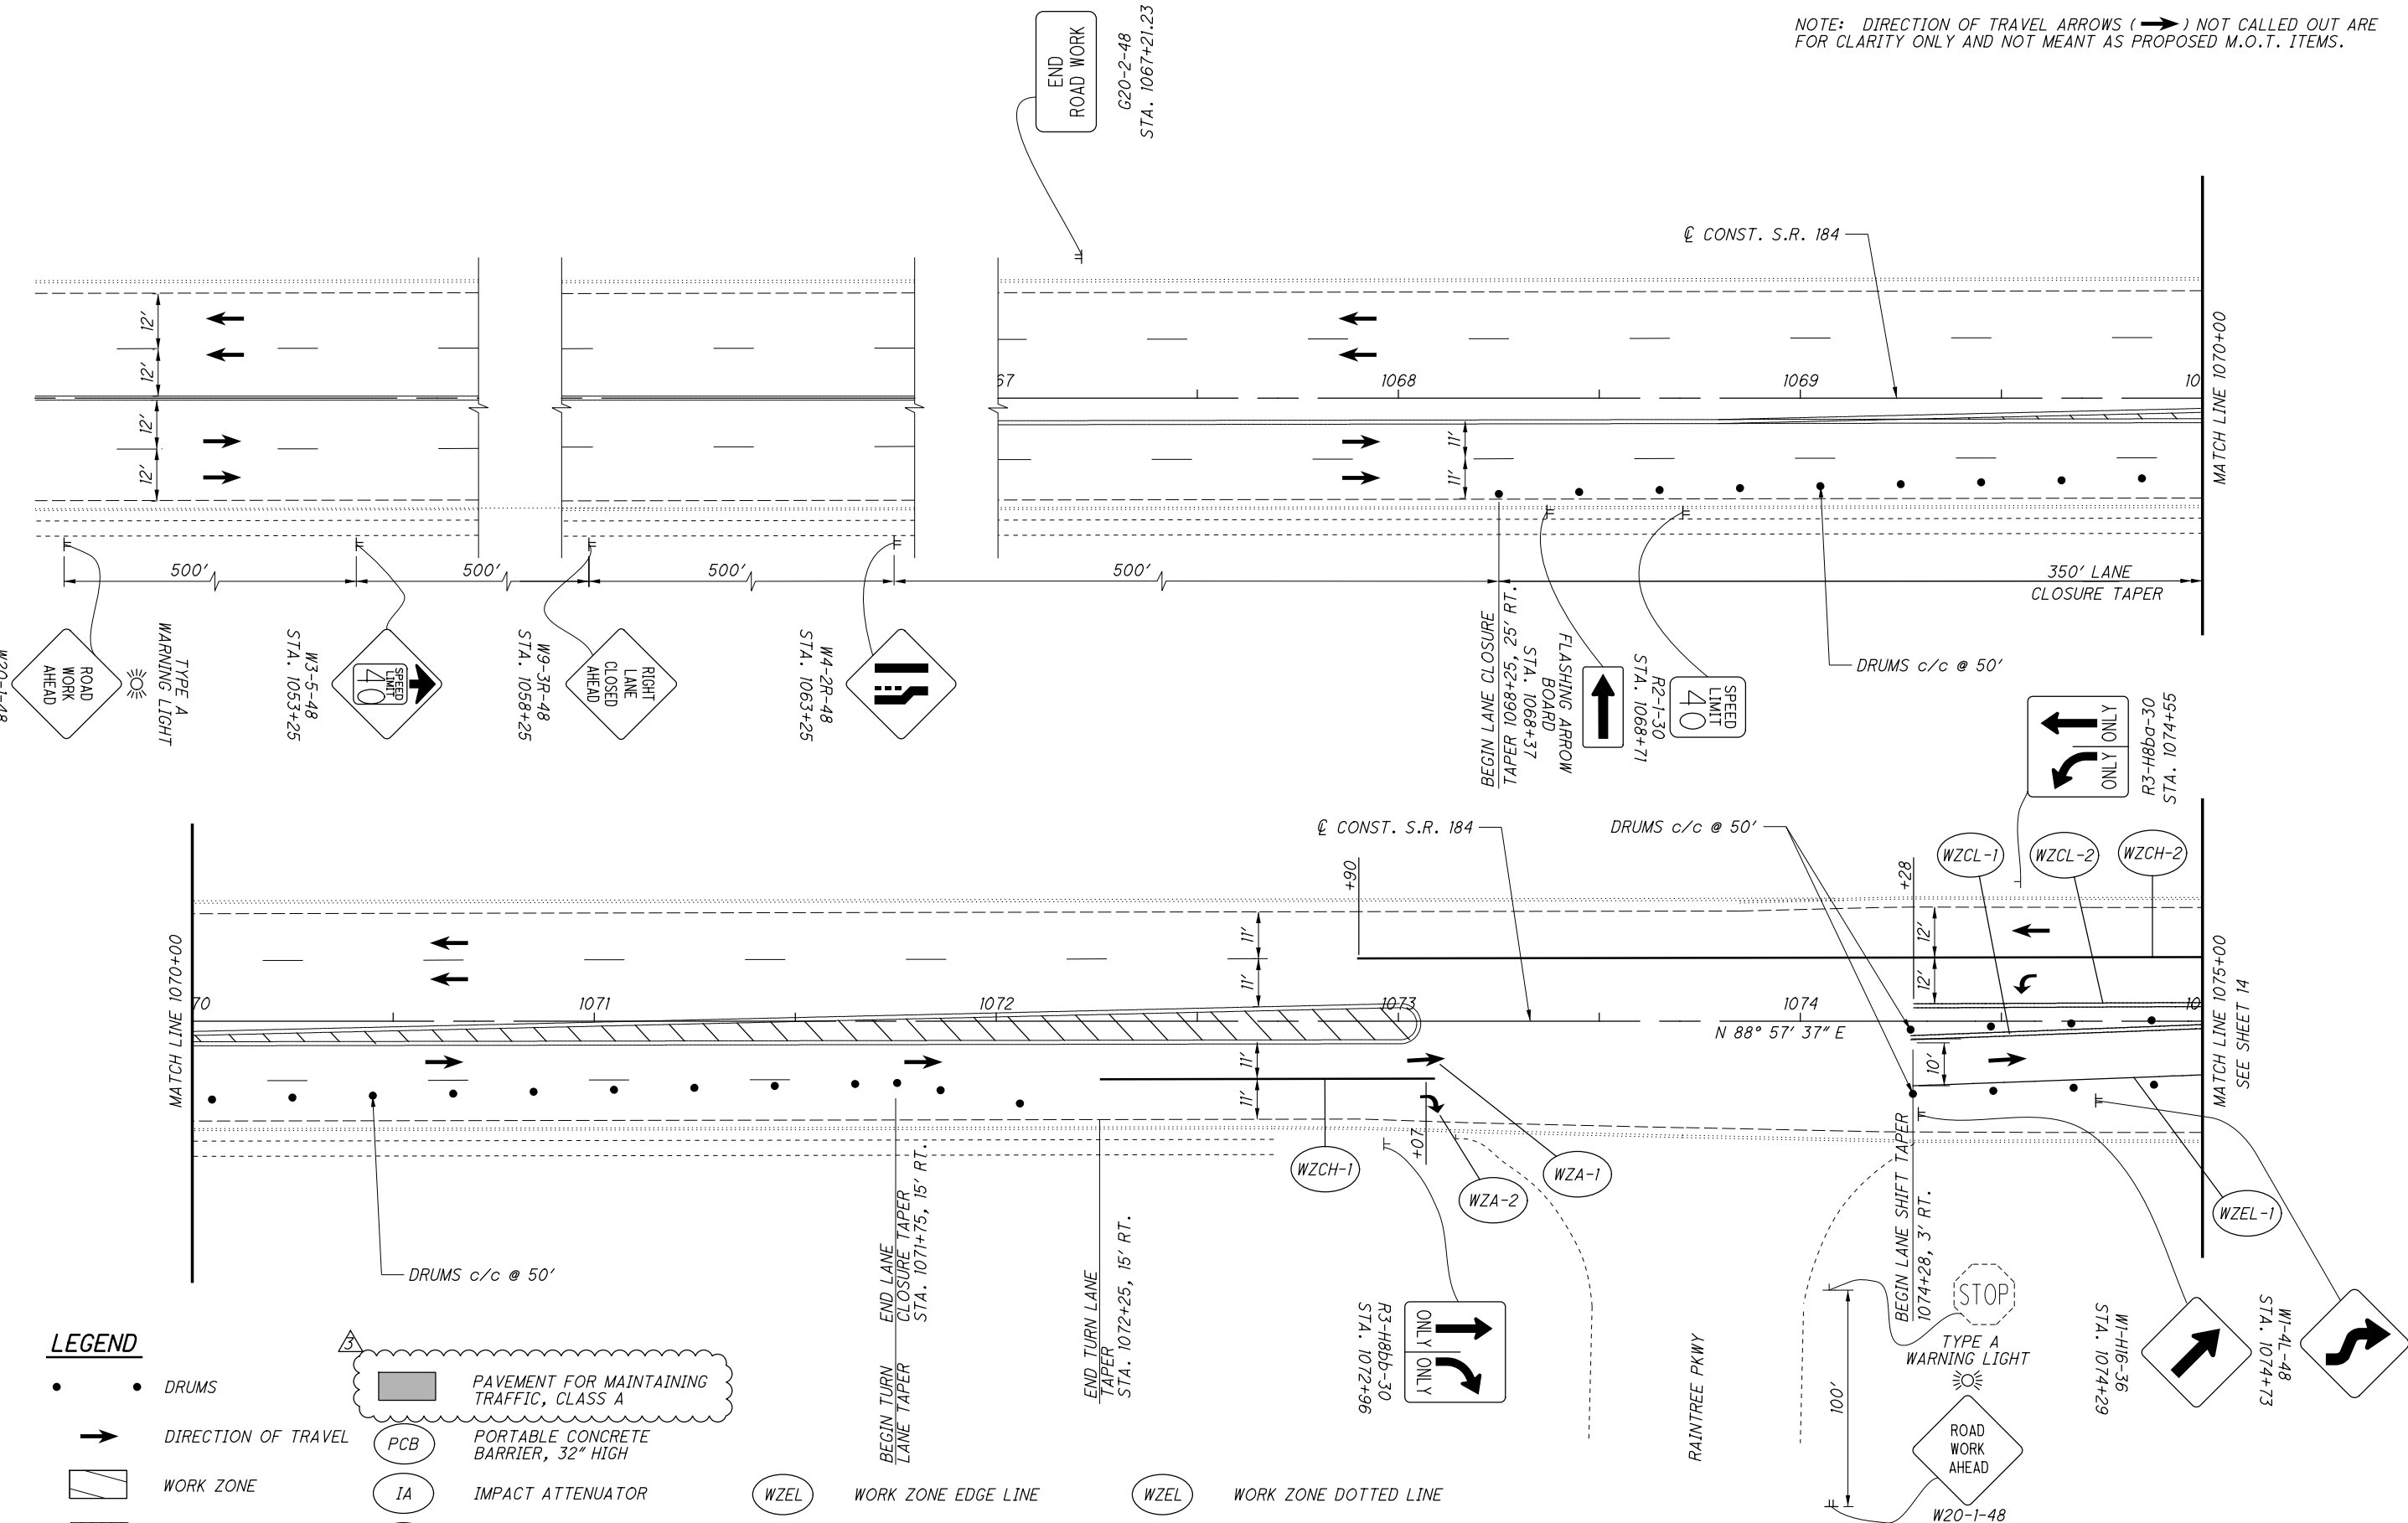 NOTE: DIRECTION OF TRAVEL ARROWS ( ) NOT CALLED OUT ARE
FOR CLARITY ONLY AND NOT MEANT AS PROPOSED M.O.T. ITEMS.
END
ROAD WORK
G20-2-48
STA. 1067+21.23
℄ CONST. S.R. 184
12'
12'
12'
12'
67
1068
1069
10
11'
11'
MATCH LINE 1070+00
500'
500'
500'
500'
350' LANE
CLOSURE TAPER
W20-1-48
ROAD
WORK
AHEAD
TYPE A
WARNING LIGHT
W3-5-48
STA. 1053+25
SPEED
LIMIT
40
W9-3R-48
STA. 1058+25
RIGHT
LANE
CLOSED
AHEAD
W4-2R-48
STA. 1063+25
BEGIN LANE CLOSURE
TAPER 1068+25, 25' RT.
FLASHING ARROW
BOARD
STA. 1068+37
R2-1-30
STA. 1068+71
SPEED
LIMIT
40
DRUMS c/c @ 50'
ONLY
ONLY
R3-H8ba-30
STA. 1074+55
℄ CONST. S.R. 184
DRUMS c/c @ 50'
+90
+28
WZCL-1
WZCL-2
WZCH-2
MATCH LINE 1070+00
70
1071
1072
1073
1074
10
N 88° 57' 37" E
11'
11'
11'
11'
12'
12'
10'
MATCH LINE 1075+00
SEE SHEET 14
+07
WZCH-1
WZA-2
WZA-1
WZEL-1
DRUMS c/c @ 50'
END LANE
CLOSURE TAPER
STA. 1071+75, 15' RT.
BEGIN TURN
LANE TAPER
END TURN LANE
TAPER
STA. 1072+25, 15' RT.
R3-H8bb-30
STA. 1072+96
ONLY
ONLY
RAINTREE PKWY
BEGIN LANE SHIFT TAPER
1074+28, 3' RT.
STOP
TYPE A
WARNING LIGHT
100'
ROAD
WORK
AHEAD
W20-1-48
W1-H16-36
STA. 1074+29
W1-4L-48
STA. 1074+73
LEGEND
DRUMS
DIRECTION OF TRAVEL
WORK ZONE
3
PAVEMENT FOR MAINTAINING
TRAFFIC, CLASS A
PCB
PORTABLE CONCRETE
BARRIER, 32" HIGH
IA
IMPACT ATTENUATOR
WZEL
WORK ZONE EDGE LINE
WZEL
WORK ZONE DOTTED LINE